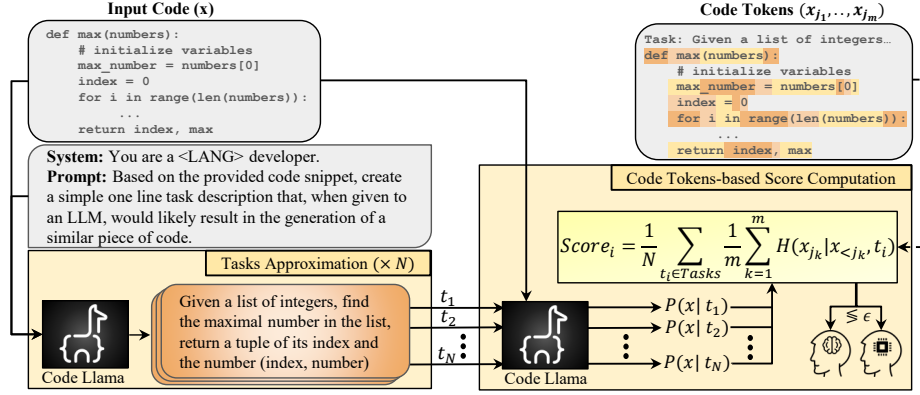 Input Code (x)
def max(numbers):
# initialize variables
max_number = numbers[0]
index = 0
for i in range(len(numbers)):
...
return index, max
System: You are a <LANG> developer.
Prompt: Based on the provided code snippet, create
a simple one line task description that, when given to
an LLM, would likely result in the generation of a
similar piece of code.
Tasks Approximation (× N)
Code Llama
Given a list of integers, find
the maximal number in the list,
return a tuple of its index and
the number (index, number)
t_1
t_2
t_N
Code Tokens (x_{j_1},..,x_{j_m})
Task: Given a list of integers…
def max(numbers):
# initialize variables
max_number = numbers[0]
index = 0
for i in range(len(numbers)):
...
return index, max
Code Tokens-based Score Computation
Score_i = 1/N ∑_{t_i∈Tasks} 1/m ∑_{k=1}^{m} H(x_{j_k}|x_{<j_k}, t_i)
Code Llama
P(x| t_1)
P(x| t_2)
P(x| t_N)
≶ ϵ